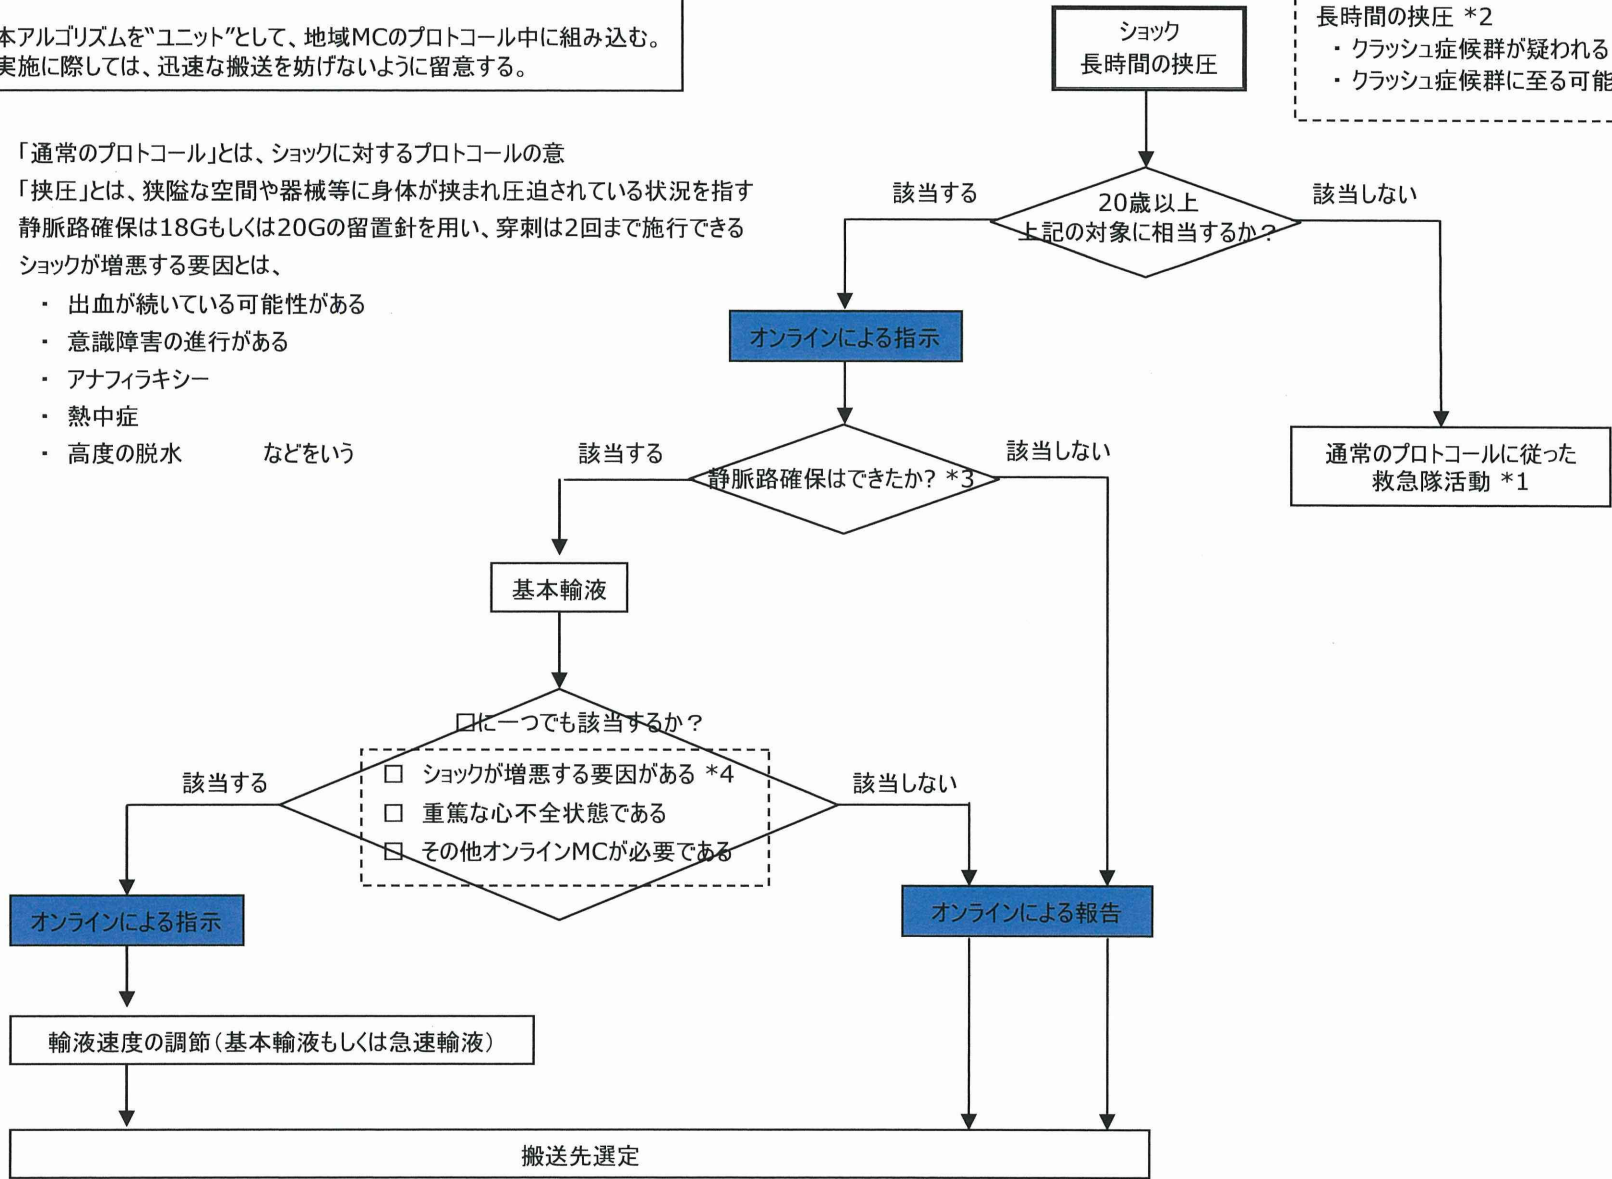 本アルゴリズムを“ユニット”として、地域MCのプロトコール中に組み込む。
実施に際しては、迅速な搬送を妨げないように留意する。
ショック
長時間の挟圧
長時間の挟圧 *2
・ クラッシュ症候群が疑われる
・ クラッシュ症候群に至る可能
「通常のプロトコール」とは、ショックに対するプロトコールの意
「挟圧」とは、狭隘な空間や器械等に身体が挟まれ圧迫されている状況を指す
静脈路確保は18Gもしくは20Gの留置針を用い、穿刺は2回まで施行できる
ショックが増悪する要因とは、
・ 出血が続いている可能性がある
・ 意識障害の進行がある
・ アナフィラキシー
・ 熱中症
・ 高度の脱水 などをいう
該当する
20歳以上
上記の対象に相当するか?
該当しない
オンラインによる指示
通常のプロトコールに従った
救急隊活動 *1
該当する
静脈路確保はできたか? *3
該当しない
基本輸液
□に一つでも該当するか?
□ ショックが増悪する要因がある *4
□ 重篤な心不全状態である
□ その他オンラインMCが必要である
該当する
該当しない
オンラインによる指示
オンラインによる報告
輸液速度の調節(基本輸液もしくは急速輸液)
搬送先選定